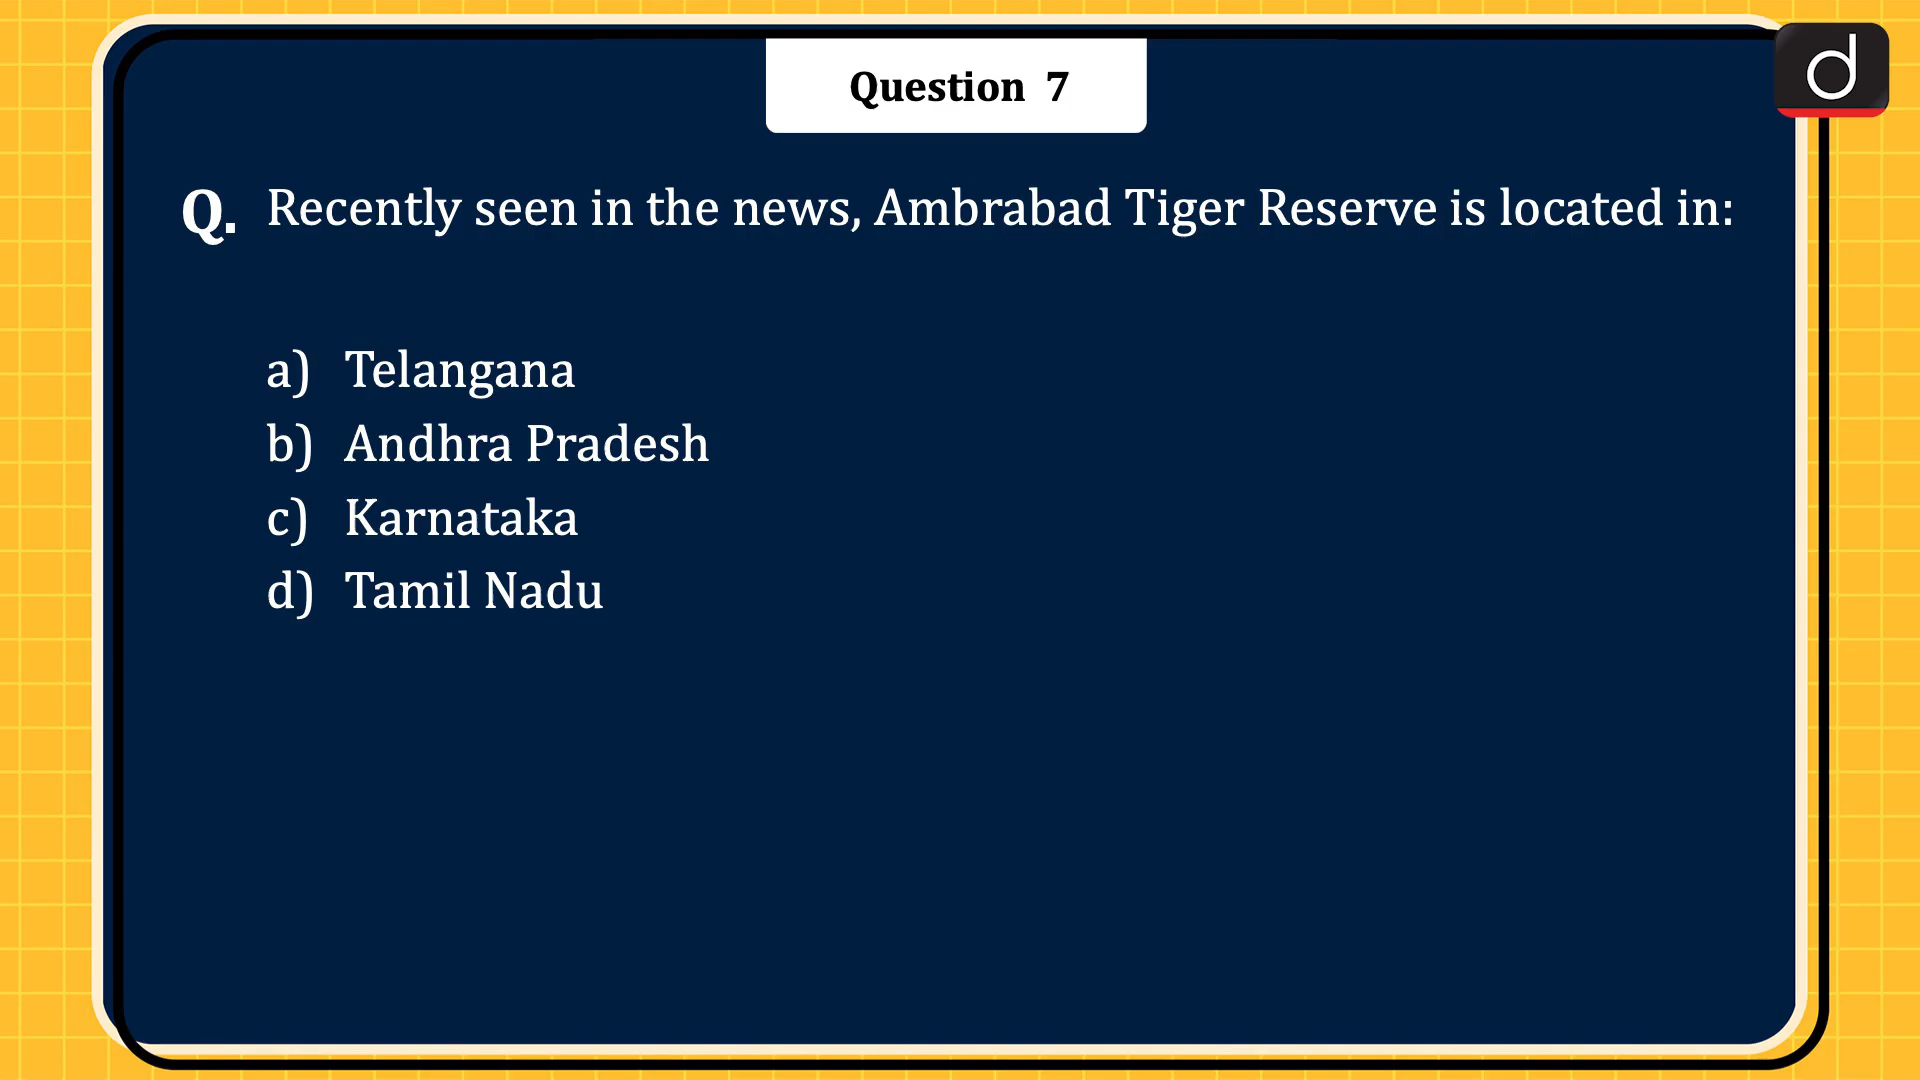 Question 7
Q. Recently seen in the news, Ambrabad Tiger Reserve is located in:
a) Telangana
b) Andhra Pradesh
c) Karnataka
d) Tamil Nadu
d